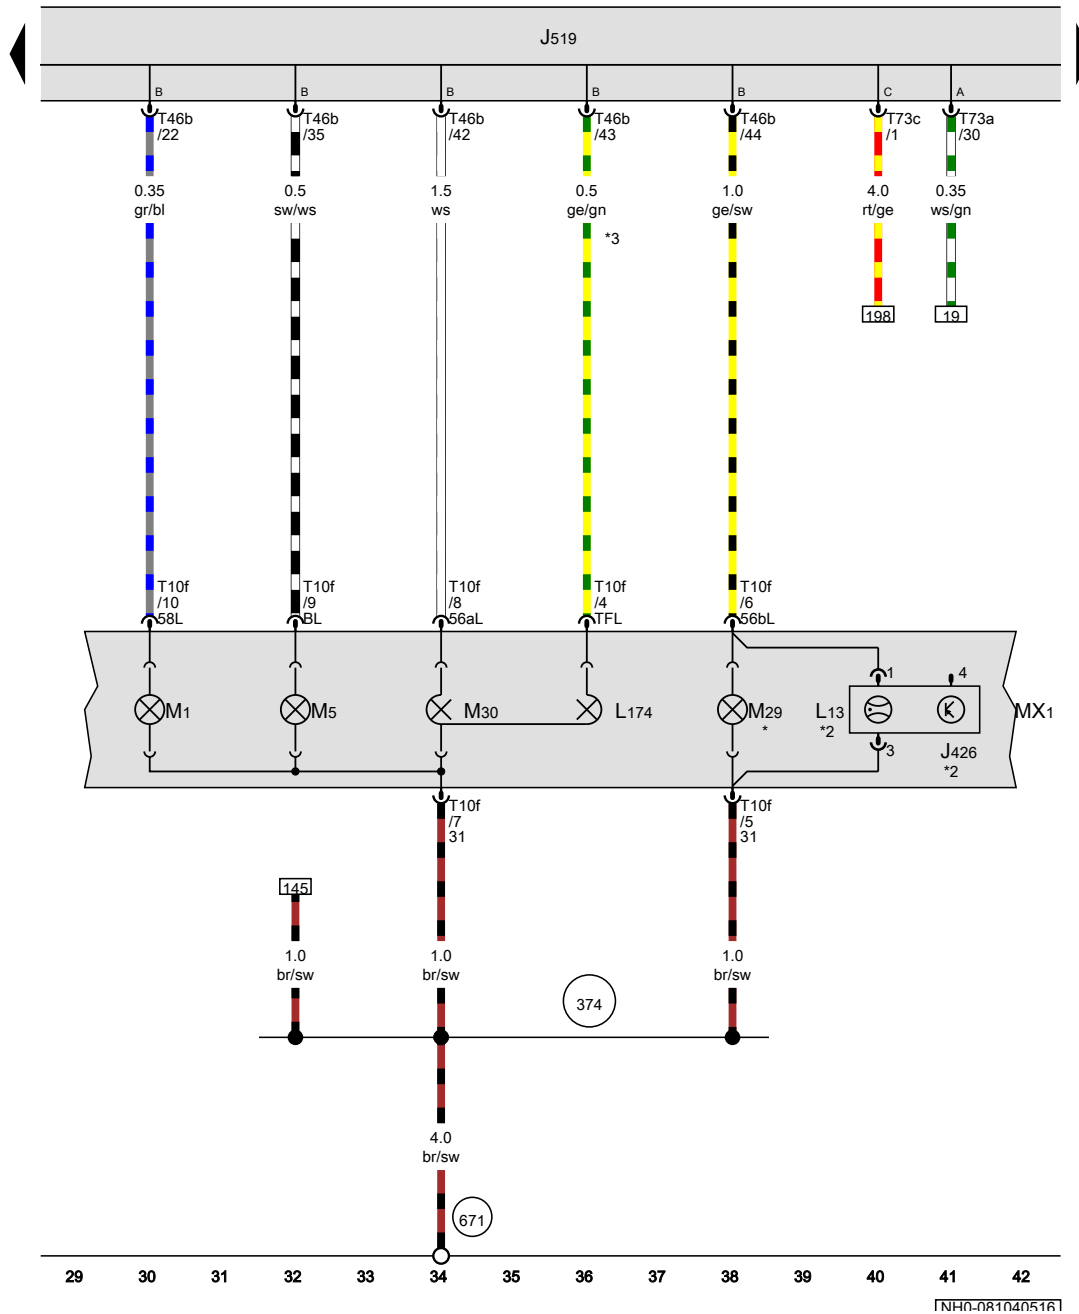 J519
B B B B B C A
T46b T46b T46b T46b T46b T73c T73a
/22 /35 /42 /43 /44 /1 /30
0.35 0.5 1.5 0.5 1.0 4.0 0.35
gr/bl sw/ws ws ge/gn ge/sw rt/ge ws/gn
*3
198 19
T10f T10f T10f T10f T10f
/10 /9 /8 /4 /6
58L BL 56aL TFL 56bL
1 4
M1 M5 M30 L174 M29 L13 MX1
* *2
3 J426
*2
T10f T10f
/7 /5
31 31
145
1.0 1.0 1.0
br/sw br/sw br/sw
374
4.0
br/sw
671
29 30 31 32 33 34 35 36 37 38 39 40 41 42
NH0-081040516